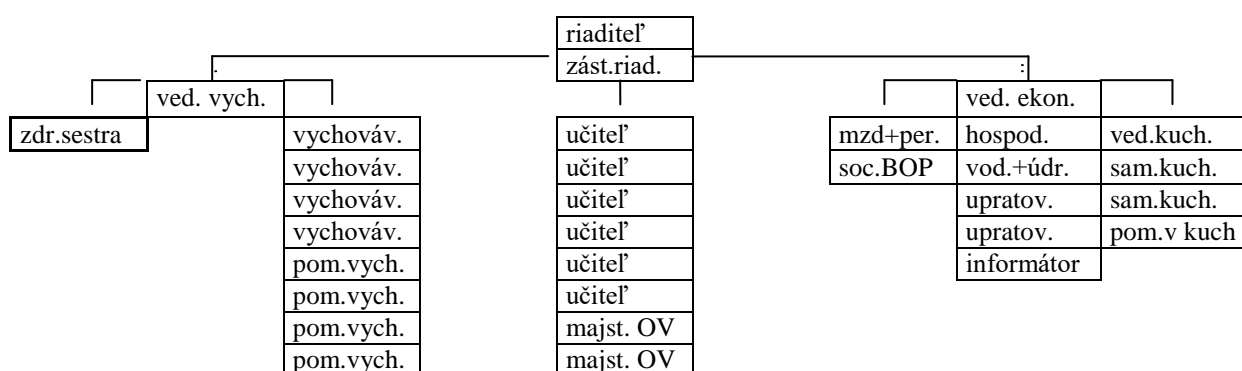 riaditeľ
zást.riad.
ved. vych.
ved. ekon.
zdr.sestra
vychováv.
učiteľ
mzd+per.
hospod.
ved.kuch.
vychováv.
učiteľ
soc.BOP
vod.+údr.
sam.kuch.
vychováv.
učiteľ
upratov.
sam.kuch.
vychováv.
učiteľ
upratov.
pom.v kuch
pom.vych.
učiteľ
informátor
pom.vych.
učiteľ
pom.vych.
majst. OV
pom.vych.
majst. OV